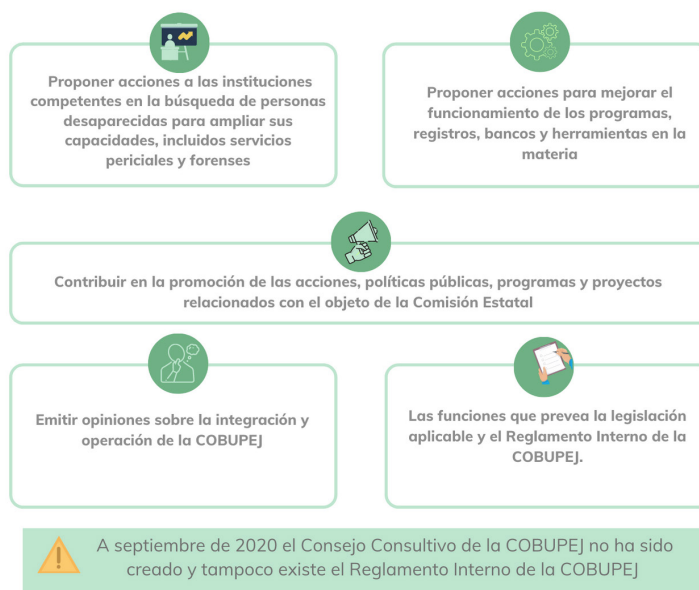 Proponer acciones a las instituciones
competentes en la búsqueda de personas
desaparecidas para ampliar sus
capacidades, incluidos servicios
periciales y forenses
Proponer acciones para mejorar el
funcionamiento de los programas,
registros, bancos y herramientas en la
materia
Contribuir en la promoción de las acciones, políticas públicas, programas y proyectos
relacionados con el objeto de la Comisión Estatal
Emitir opiniones sobre la integración y
operación de la COBUPEJ
Las funciones que prevea la legislación
aplicable y el Reglamento Interno de la
COBUPEJ.
A septiembre de 2020 el Consejo Consultivo de la COBUPEJ no ha sido
creado y tampoco existe el Reglamento Interno de la COBUPEJ